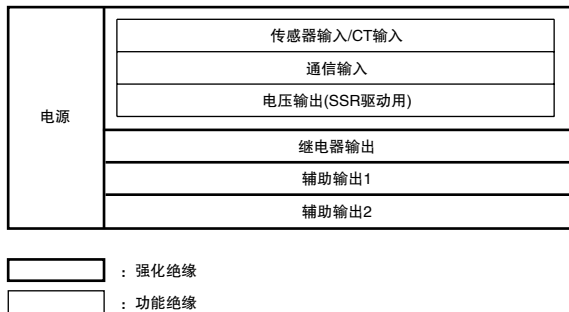 传感器输入/CT输入
通信输入
电压输出(SSR驱动用)
电源
继电器输出
辅助输出1
辅助输出2
：强化绝缘
：功能绝缘